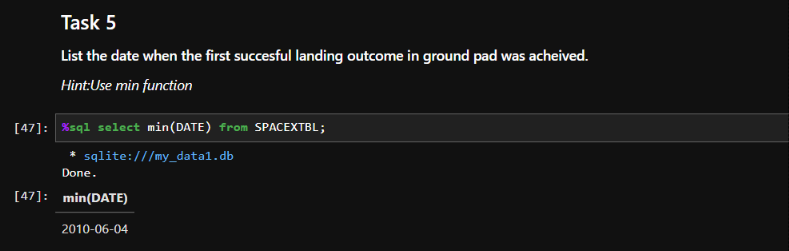 Task 5
List the date when the first succesful landing outcome in ground pad was acheived.
Hint:Use min function
[47]: %sql select min(DATE) from SPACEXTBL;
* sqlite:///my_data1.db
Done.
[47]: min(DATE)
2010-06-04